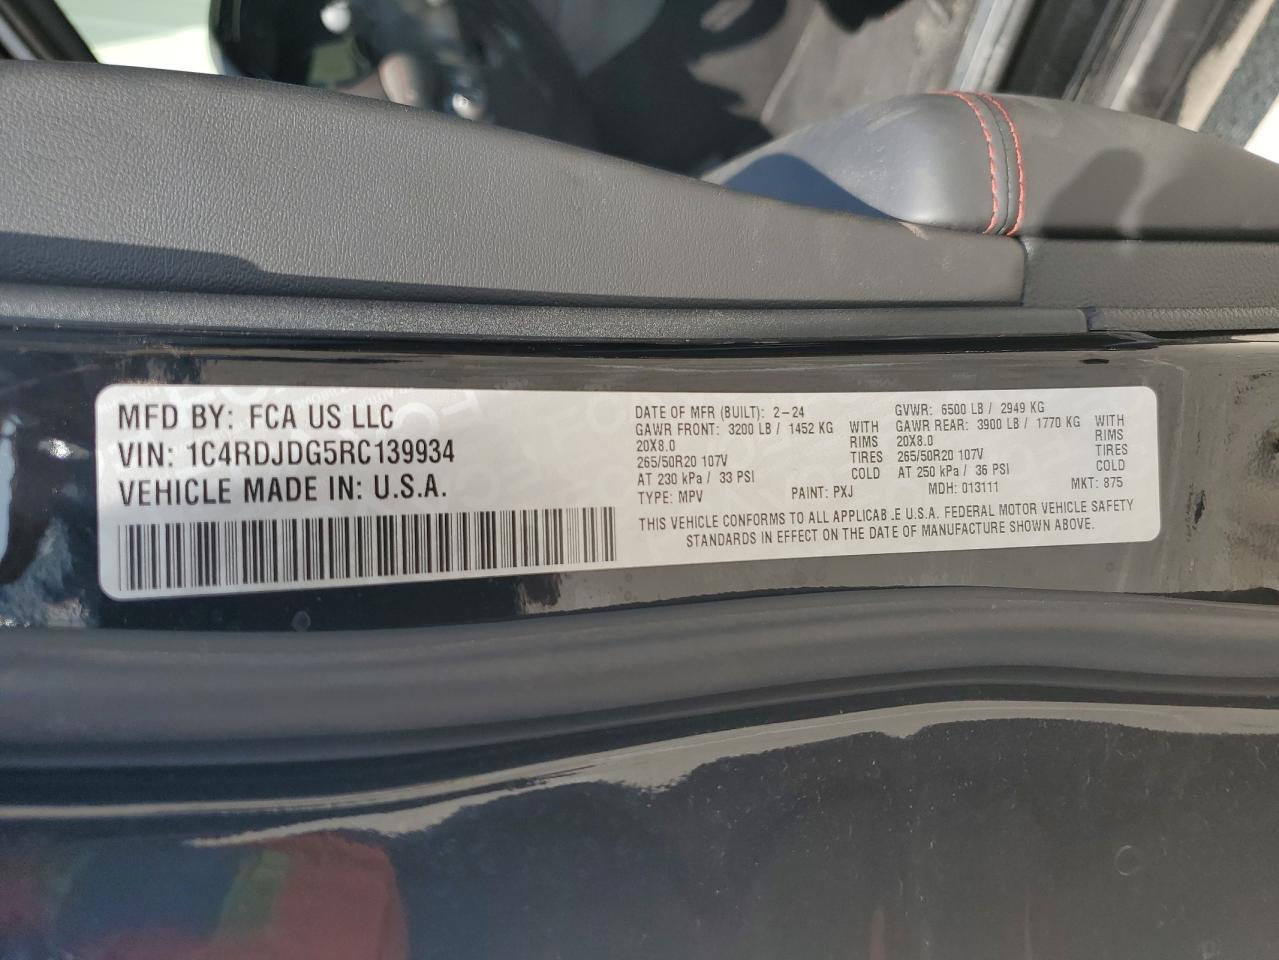 MFD BY: FCA US LLC
VIN: 1C4RDJDG5RC139934
VEHICLE MADE IN: U.S.A.
DATE OF MFR (BUILT): 2-24
GAWR FRONT: 3200 LB / 1452 KG WITH
20X8.0 RIMS
265/50R20 107V TIRES
AT 230 kPa / 33 PSI COLD
TYPE: MPV PAINT: PXJ
GVWR: 6500 LB / 2949 KG
GAWR REAR: 3900 LB / 1770 KG WITH
20X8.0 RIMS
265/50R20 107V TIRES
AT 250 kPa / 36 PSI COLD
MDH: 013111 MKT: 875
THIS VEHICLE CONFORMS TO ALL APPLICAB.E U.S.A. FEDERAL MOTOR VEHICLE SAFETY
STANDARDS IN EFFECT ON THE DATE OF MANUFACTURE SHOWN ABOVE.